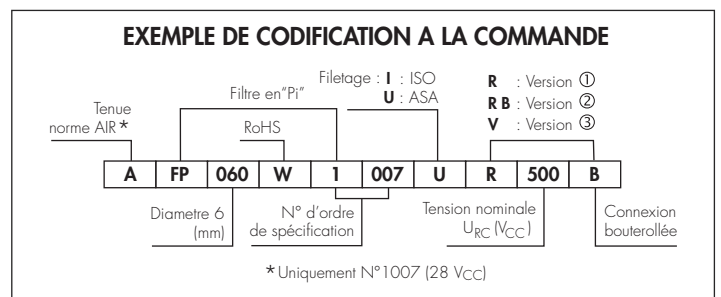 EXEMPLE DE CODIFICATION A LA COMMANDE
Tenue
norme AIR*
Filtre en"Pi"
RoHS
Filetage : I : ISO
U : ASA
R : Version ①
R B : Version ②
V : Version ③
A FP 060 W 1 007 U R 500 B
Diametre 6
(mm)
N° d'ordre
de spécification
Tension nominale
URC (VCC)
Connexion
bouterollée
*Uniquement N°1007 (28 VCC)